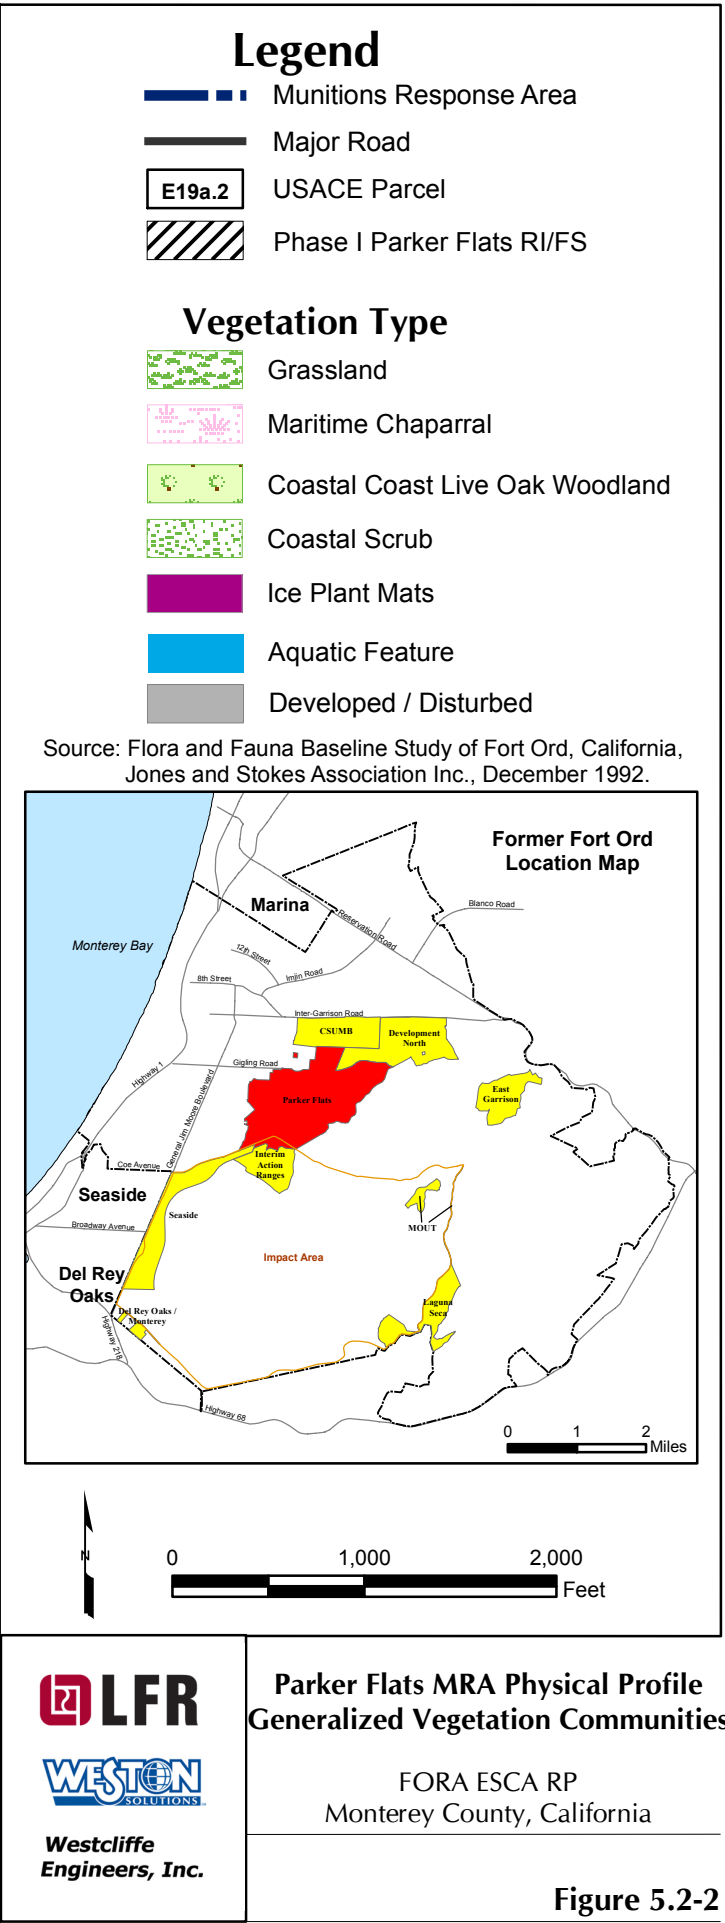 Legend
Munitions Response Area
Major Road
E19a.2
USACE Parcel
Phase I Parker Flats RI/FS
Vegetation Type
Grassland
Maritime Chaparral
Coastal Coast Live Oak Woodland
Coastal Scrub
Ice Plant Mats
Aquatic Feature
Developed / Disturbed
Source: Flora and Fauna Baseline Study of Fort Ord, California,
Jones and Stokes Association Inc., December 1992.
Former Fort Ord
Location Map
Marina
Blanco Road
Reservation Road
Monterey Bay
12th Street
8th Street
Imjin Road
Inter-Garrison Road
CSUMB
Development
North
Highway 1
Gigling Road
General Jim Moore Boulevard
Parker Flats
East
Garrison
Coe Avenue
Interim
Action
Ranges
Seaside
Seaside
Broadway Avenue
MOUT
Impact Area
Del Rey
Oaks
Del Rey Oaks /
Monterey
Laguna
Seca
Highway 218
Highway 68
0 1 2
Miles
N
0 1,000 2,000
Feet
LFR
WESTON
SOLUTIONS
Westcliffe
Engineers, Inc.
Parker Flats MRA Physical Profile
Generalized Vegetation Communities
FORA ESCA RP
Monterey County, California
Figure 5.2-2